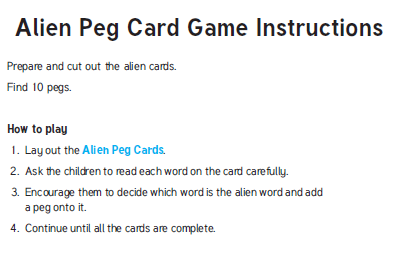 Alien Peg Card Game Instructions
Prepare and cut out the alien cards.
Find 10 pegs.
How to play
1. Lay out the Alien Peg Cards.
2. Ask the children to read each word on the card carefully.
3. Encourage them to decide which word is the alien word and add
a peg onto it.
4. Continue until all the cards are complete.